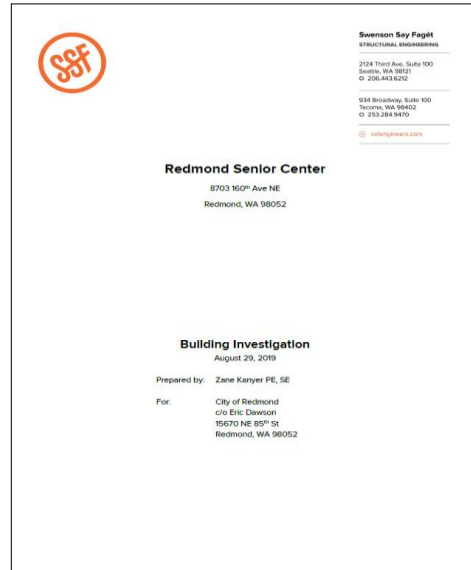 SSF
Swenson Say Fagét
STRUCTURAL ENGINEERING
2124 Third Ave, Suite 100
Seattle, WA 98121
O 206.443.6212
934 Broadway, Suite 100
Tacoma, WA 98402
O 253.284.9470
ssfengineers.com
Redmond Senior Center
8703 160th Ave NE
Redmond, WA 98052
Building Investigation
August 29, 2019
Prepared by: Zane Kanyer PE, SE
For: City of Redmond
c/o Eric Dawson
15670 NE 85th St
Redmond, WA 98052